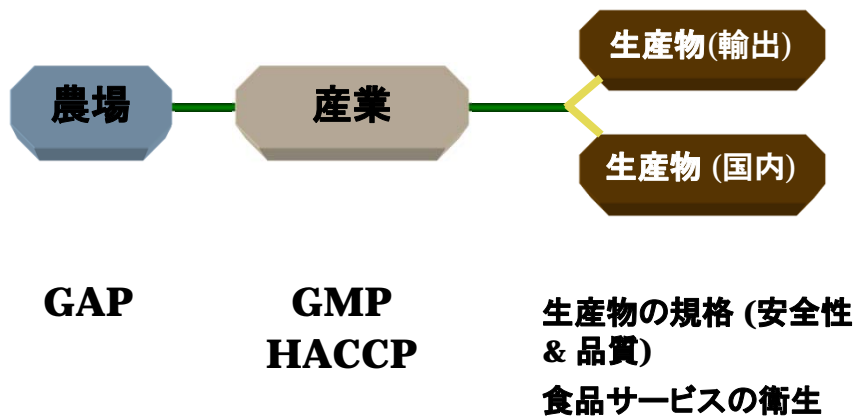 生産物(輸出)
農場
産業
生産物 (国内)
GAP
GMP
HACCP
生産物の規格 (安全性
& 品質)
食品サービスの衛生